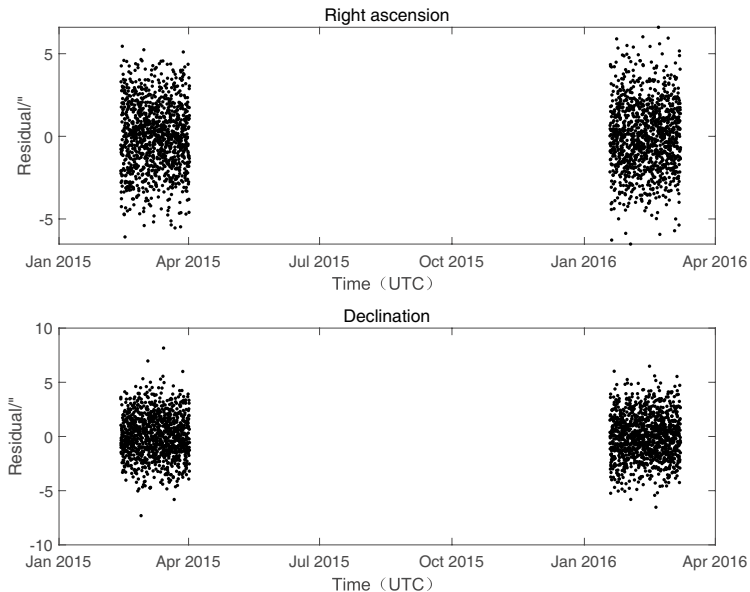 Right ascension
Residual/"
5
0
-5
Jan 2015 Apr 2015 Jul 2015 Oct 2015 Jan 2016 Apr 2016
Time（UTC）
Declination
Residual/"
10
5
0
-5
-10
Jan 2015 Apr 2015 Jul 2015 Oct 2015 Jan 2016 Apr 2016
Time（UTC）